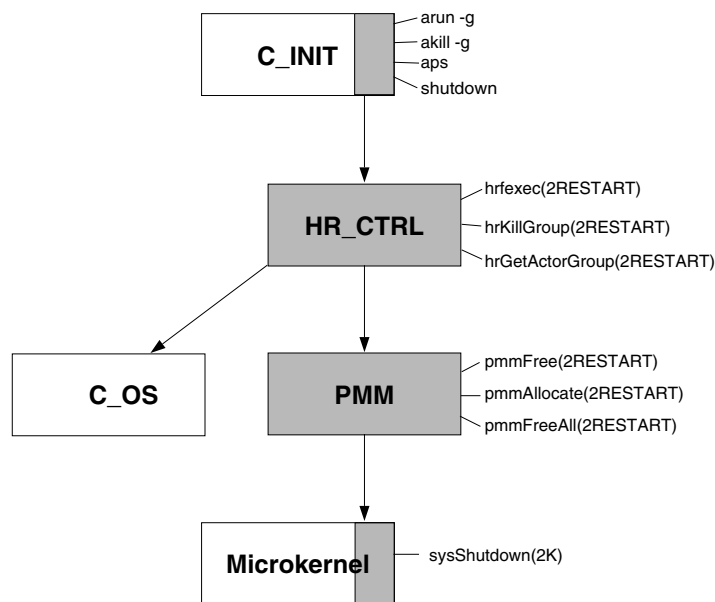 C_INIT
arun -g
akill -g
aps
shutdown
HR_CTRL
hrfexec(2RESTART)
hrKillGroup(2RESTART)
hrGetActorGroup(2RESTART)
C_OS
PMM
pmmFree(2RESTART)
pmmAllocate(2RESTART)
pmmFreeAll(2RESTART)
Microkernel
sysShutdown(2K)